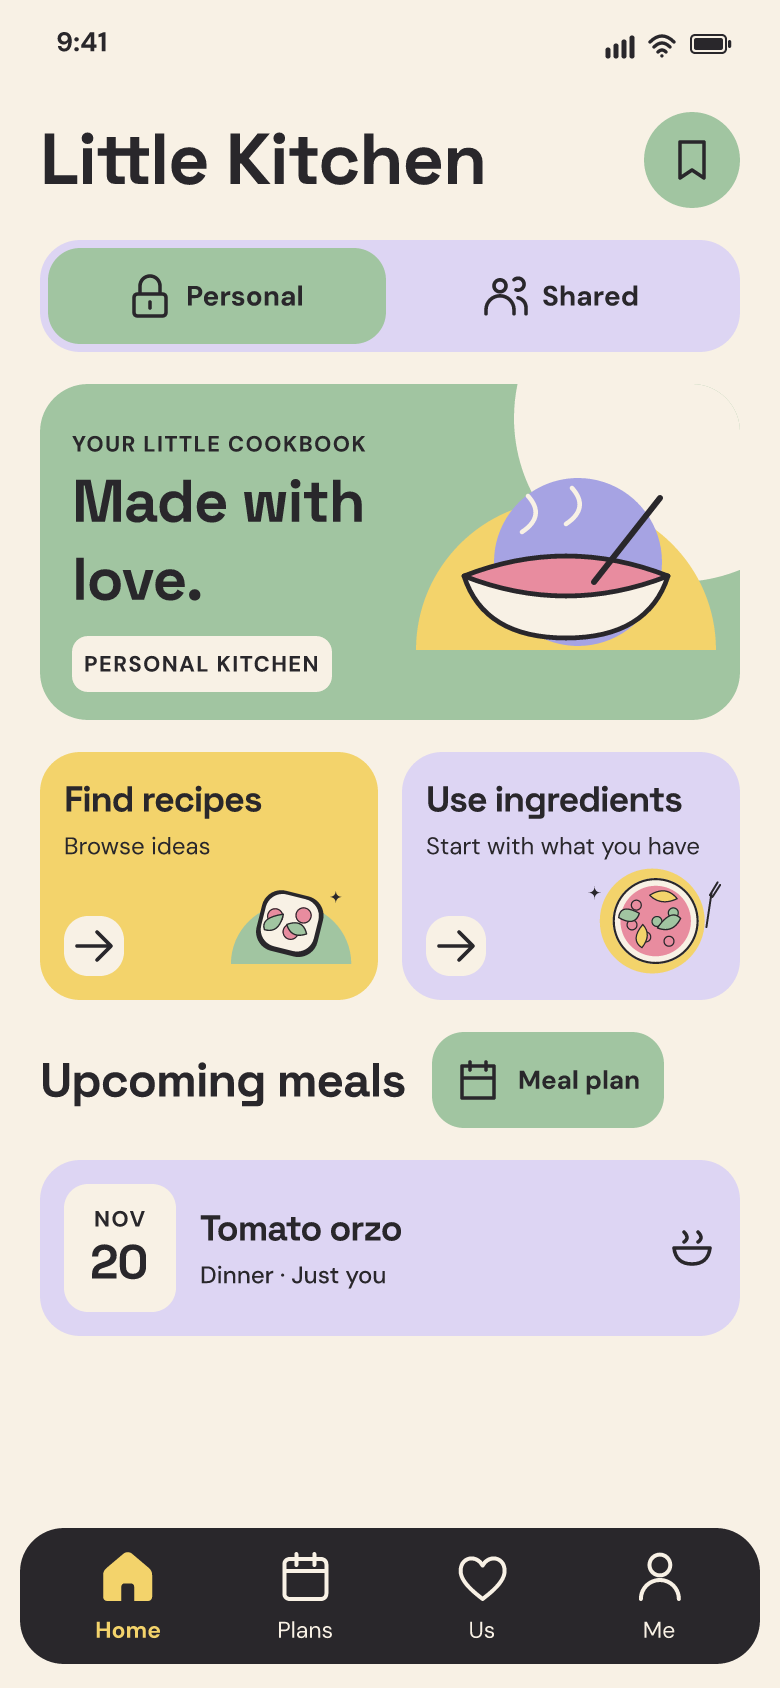 9:41
Little Kitchen
Personal
Shared
YOUR LITTLE COOKBOOK
Made with
love.
PERSONAL KITCHEN
Find recipes
Browse ideas
Use ingredients
Start with what you have
Upcoming meals
Meal plan
NOV
20
Tomato orzo
Dinner · Just you
Home
Plans
Us
Me